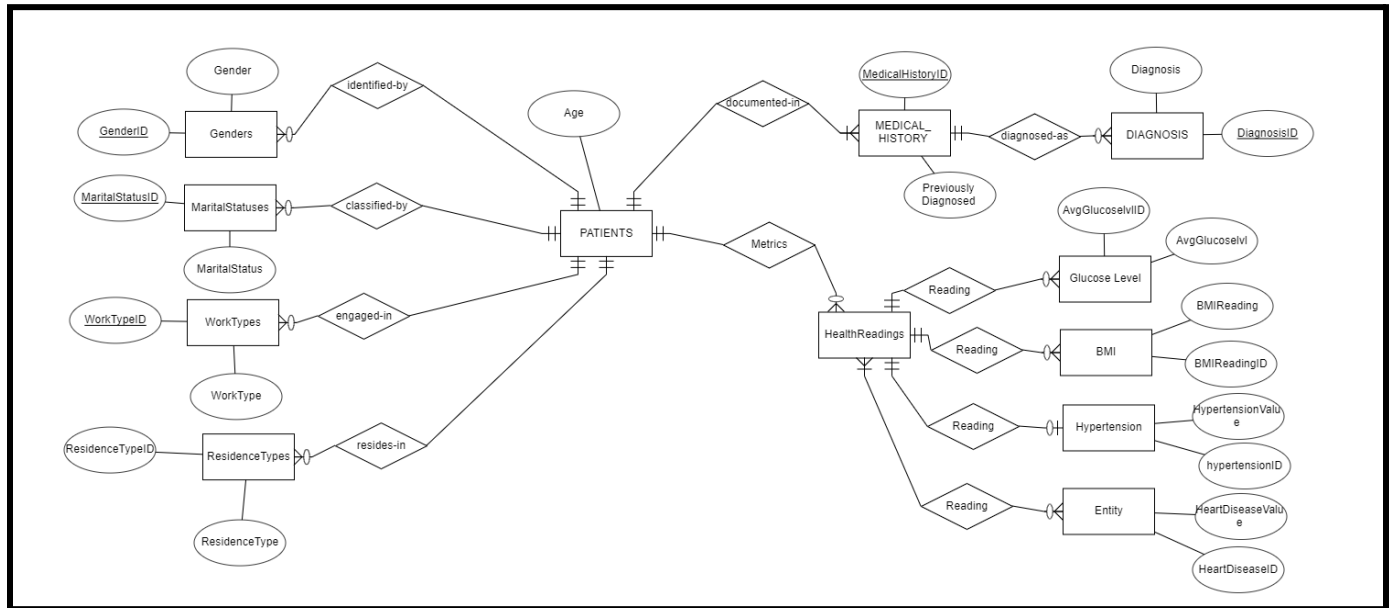 Gender
identified-by
GenderID
Genders
MaritalStatusID
MaritalStatuses
classified-by
MaritalStatus
WorkTypeID
WorkTypes
engaged-in
WorkType
ResidenceTypeID
ResidenceTypes
resides-in
ResidenceType
Age
PATIENTS
documented-in
MedicalHistoryID
MEDICAL_
HISTORY
Previously
Diagnosed
diagnosed-as
Diagnosis
DIAGNOSIS
DiagnosisID
Metrics
HealthReadings
AvgGlucoselvlID
AvgGlucoselvl
Reading
Glucose Level
BMIReading
Reading
BMI
BMIReadingID
HypertensionValu
e
Reading
Hypertension
hypertensionID
HeartDiseaseValu
e
Reading
Entity
HeartDiseaseID